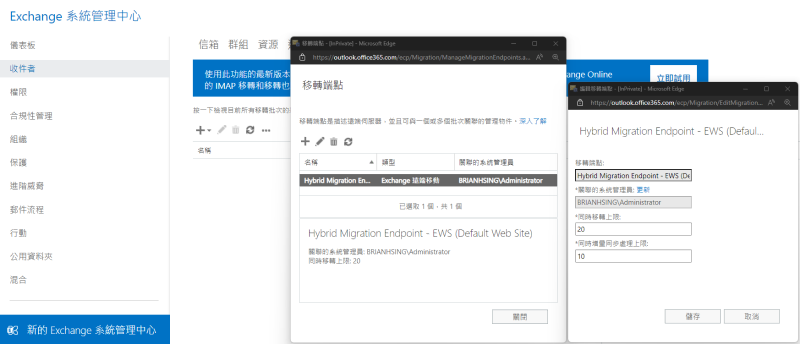 Exchange 系統管理中心
儀表板
收件者
權限
合規性管理
組織
保護
進階威脅
郵件流程
行動
公用資料夾
混合
新的 Exchange 系統管理中心
信箱 群組 資源
使用此功能的最新版本
的 IMAP 移轉和移轉也
nge Online
立即試用
按一下檢視目前所有移轉批次的
名稱
移轉端點 - [InPrivate] - Microsoft Edge
https://outlook.office365.com/ecp/Migration/ManageMigrationEndpoints.a...
移轉端點
移轉端點是描述遠端伺服器、並且可與一個或多個批次關聯的管理物件。深入了解
名稱 類型 關聯的系統管理員
Hybrid Migration En... Exchange 遠端移動 BRIANHSING\Administrator
已選取 1 個，共 1 個
Hybrid Migration Endpoint - EWS (Default Web Site)
關聯的系統管理員: BRIANHSING\Administrator
同時移轉上限: 20
關閉
編輯移轉端點 - [InPrivate] - Microsoft Edge
https://outlook.office365.com/ecp/Migration/EditMigration...
Hybrid Migration Endpoint - EWS (Defaul...
移轉端點:
Hybrid Migration Endpoint - EWS (De
*關聯的系統管理員: 更新
BRIANHSING\Administrator
*同時移轉上限:
20
*同時增量同步處理上限:
10
儲存 取消